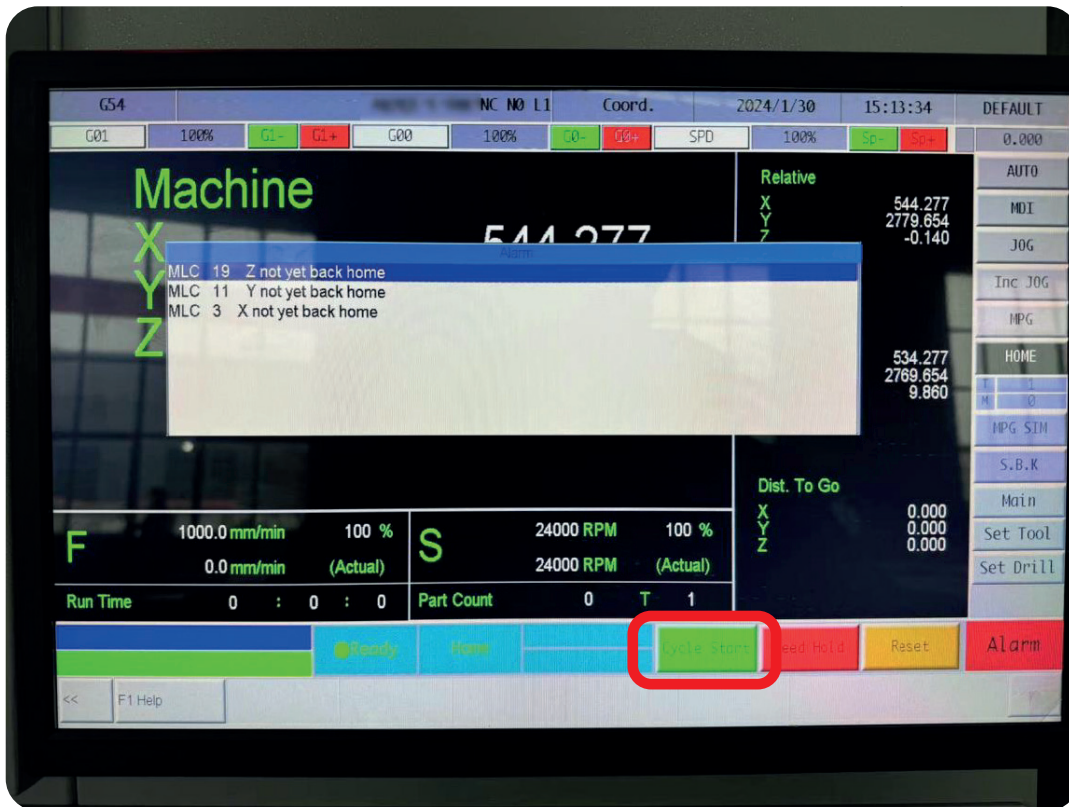 G54 NC N0 L1 Coord. 2024/1/30 15:13:34 DEFAULT
G01 100% G1- G1+ G00 100% G0- G0+ SPD 100% Sp- Sp+ 0.000
Machine
X 544.277
Y
Z
Relative
X 544.277
Y 2779.654
Z -0.140
Alarm
MLC 19 Z not yet back home
MLC 11 Y not yet back home
MLC 3 X not yet back home
534.277
2769.654
9.860
Dist. To Go
X 0.000
Y 0.000
Z 0.000
AUTO
MDI
JOG
Inc JOG
MPG
HOME
T 1
M 0
MPG SIM
S.B.K
Main
Set Tool
Set Drill
F 1000.0 mm/min 100 %
0.0 mm/min (Actual)
S 24000 RPM 100 %
24000 RPM (Actual)
Run Time 0 : 0 : 0 Part Count 0 T 1
Ready Home Cycle Start Feed Hold Reset Alarm
<< F1 Help